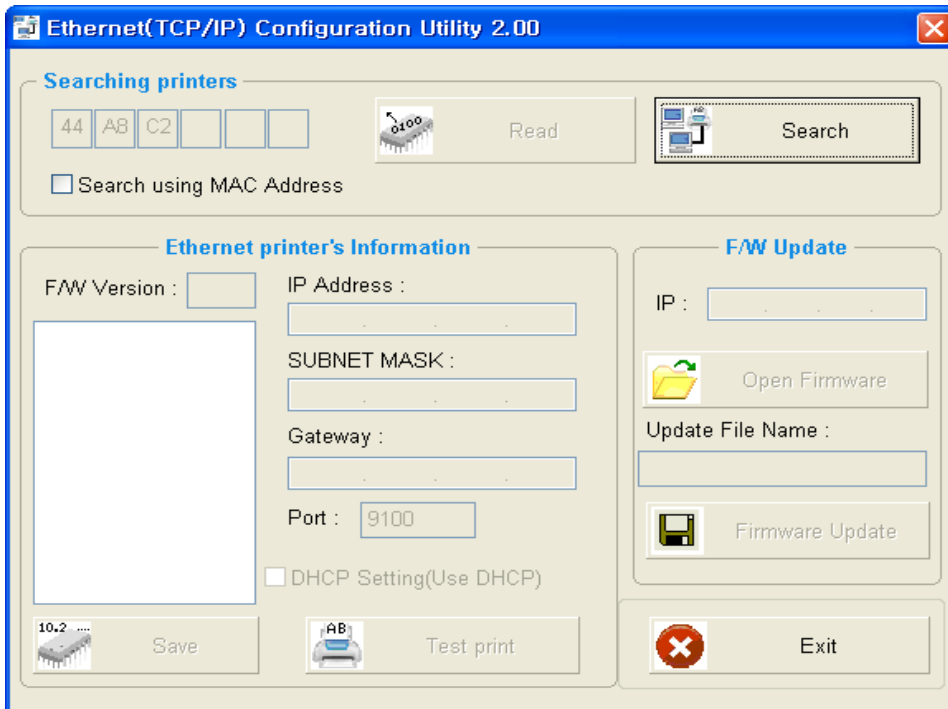 Ethernet(TCP/IP) Configuration Utility 2.00
Searching printers
44 A8 C2
Read
Search
Search using MAC Address
Ethernet printer's Information
F/W Version :
IP Address :
. . .
SUBNET MASK :
. . .
Gateway :
. . .
Port : 9100
DHCP Setting(Use DHCP)
10.2 ....
Save
AB
Test print
F/W Update
IP : . . .
Open Firmware
Update File Name :
Firmware Update
Exit
0100